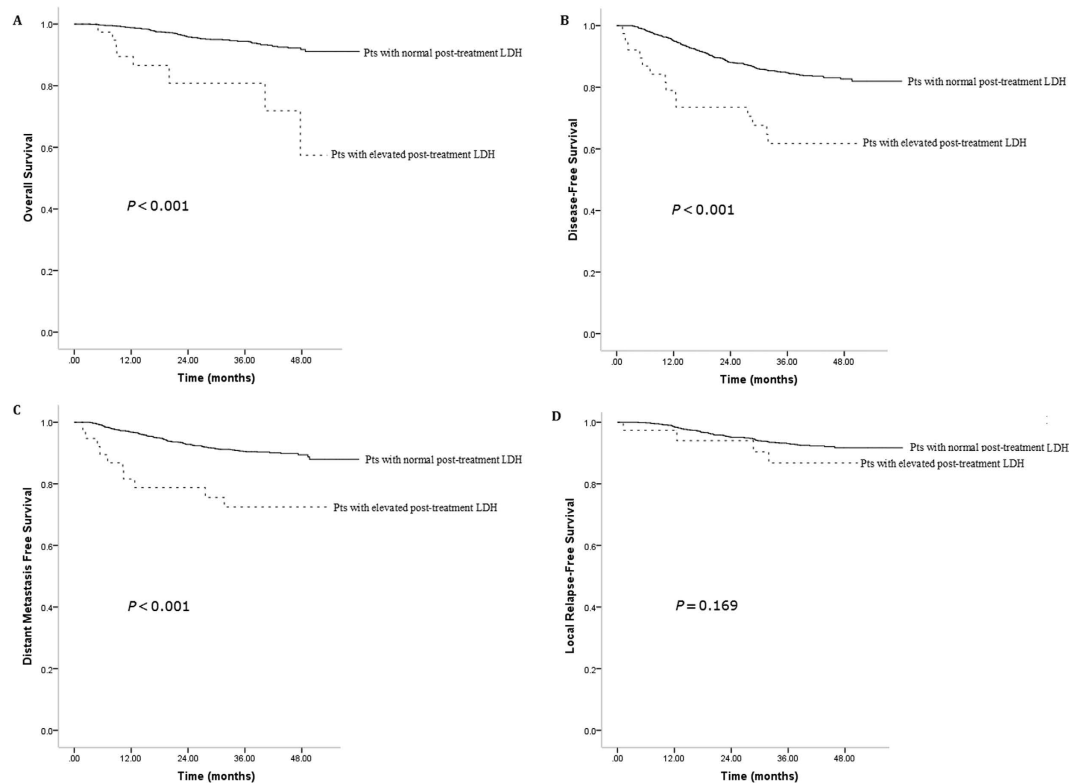 A
1.0
0.8
0.6
0.4
0.2
0.0
Overall Survival
Pts with normal post-treatment LDH
Pts with elevated post-treatment LDH
P < 0.001
.00 12.00 24.00 36.00 48.00
Time (months)
B
1.0
0.8
0.6
0.4
0.2
0.0
Disease-Free Survival
Pts with normal post-treatment LDH
Pts with elevated post-treatment LDH
P < 0.001
.00 12.00 24.00 36.00 48.00
Time (months)
C
1.0
0.8
0.6
0.4
0.2
0.0
Distant Metastasis Free Survival
Pts with normal post-treatment LDH
Pts with elevated post-treatment LDH
P < 0.001
.00 12.00 24.00 36.00 48.00
Time (months)
D
1.0
0.8
0.6
0.4
0.2
0.0
Local Relapse-Free Survival
Pts with normal post-treatment LDH
Pts with elevated post-treatment LDH
P = 0.169
.00 12.00 24.00 36.00 48.00
Time (months)